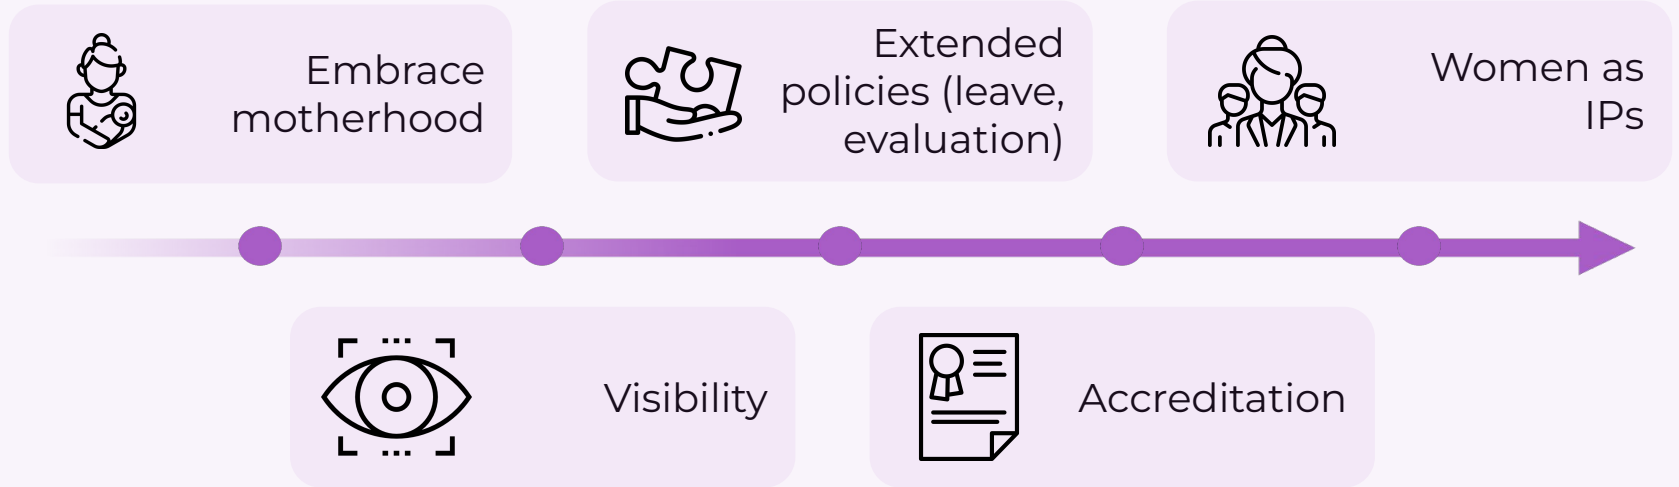 Embrace
motherhood
Extended
policies (leave,
evaluation)
Women as
IPs
Visibility
Accreditation